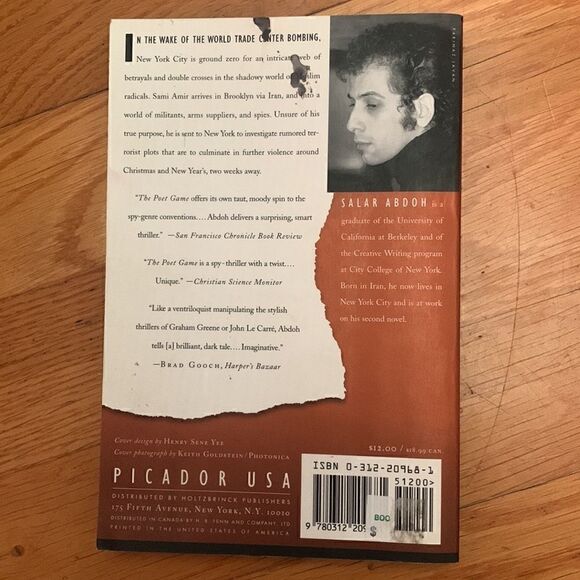 IN THE WAKE OF THE WORLD TRADE CENTER BOMBING,
New York City is ground zero for an intricate web of
betrayals and double crosses in the shadowy world of Muslim
radicals. Sami Amir arrives in Brooklyn via Iran, and into a
world of militants, arms suppliers, and spies. Unsure of his
true purpose, he is sent to New York to investigate rumored ter-
rorist plots that are to culminate in further violence around
Christmas and New Year's, two weeks away.
"The Poet Game offers its own taut, moody spin to the
spy-genre conventions.... Abdoh delivers a surprising, smart
thriller." —San Francisco Chronicle Book Review
"The Poet Game is a spy-thriller with a twist....
Unique." —Christian Science Monitor
"Like a ventriloquist manipulating the stylish
thrillers of Graham Greene or John Le Carré, Abdoh
tells [a] brilliant, dark tale.... Imaginative."
—BRAD GOOCH, Harper's Bazaar
SALAR ABDOH is a
graduate of the University of
California at Berkeley and of
the Creative Writing program
at City College of New York.
Born in Iran, he now lives in
New York City and is at work
on his second novel.
Cover design by HENRY SENE YEE
Cover photograph by KEITH GOLDSTEIN/PHOTONICA
PICADOR USA
DISTRIBUTED BY HOLTZBRINCK PUBLISHERS
175 FIFTH AVENUE, NEW YORK, N.Y. 10010
DISTRIBUTED IN CANADA BY H. B. FENN AND COMPANY, LTD
PRINTED IN THE UNITED STATES OF AMERICA
$12.00 / $18.99 CAN.
ISBN 0-312-20968-1
51200>
9 780312 209
BOO
$